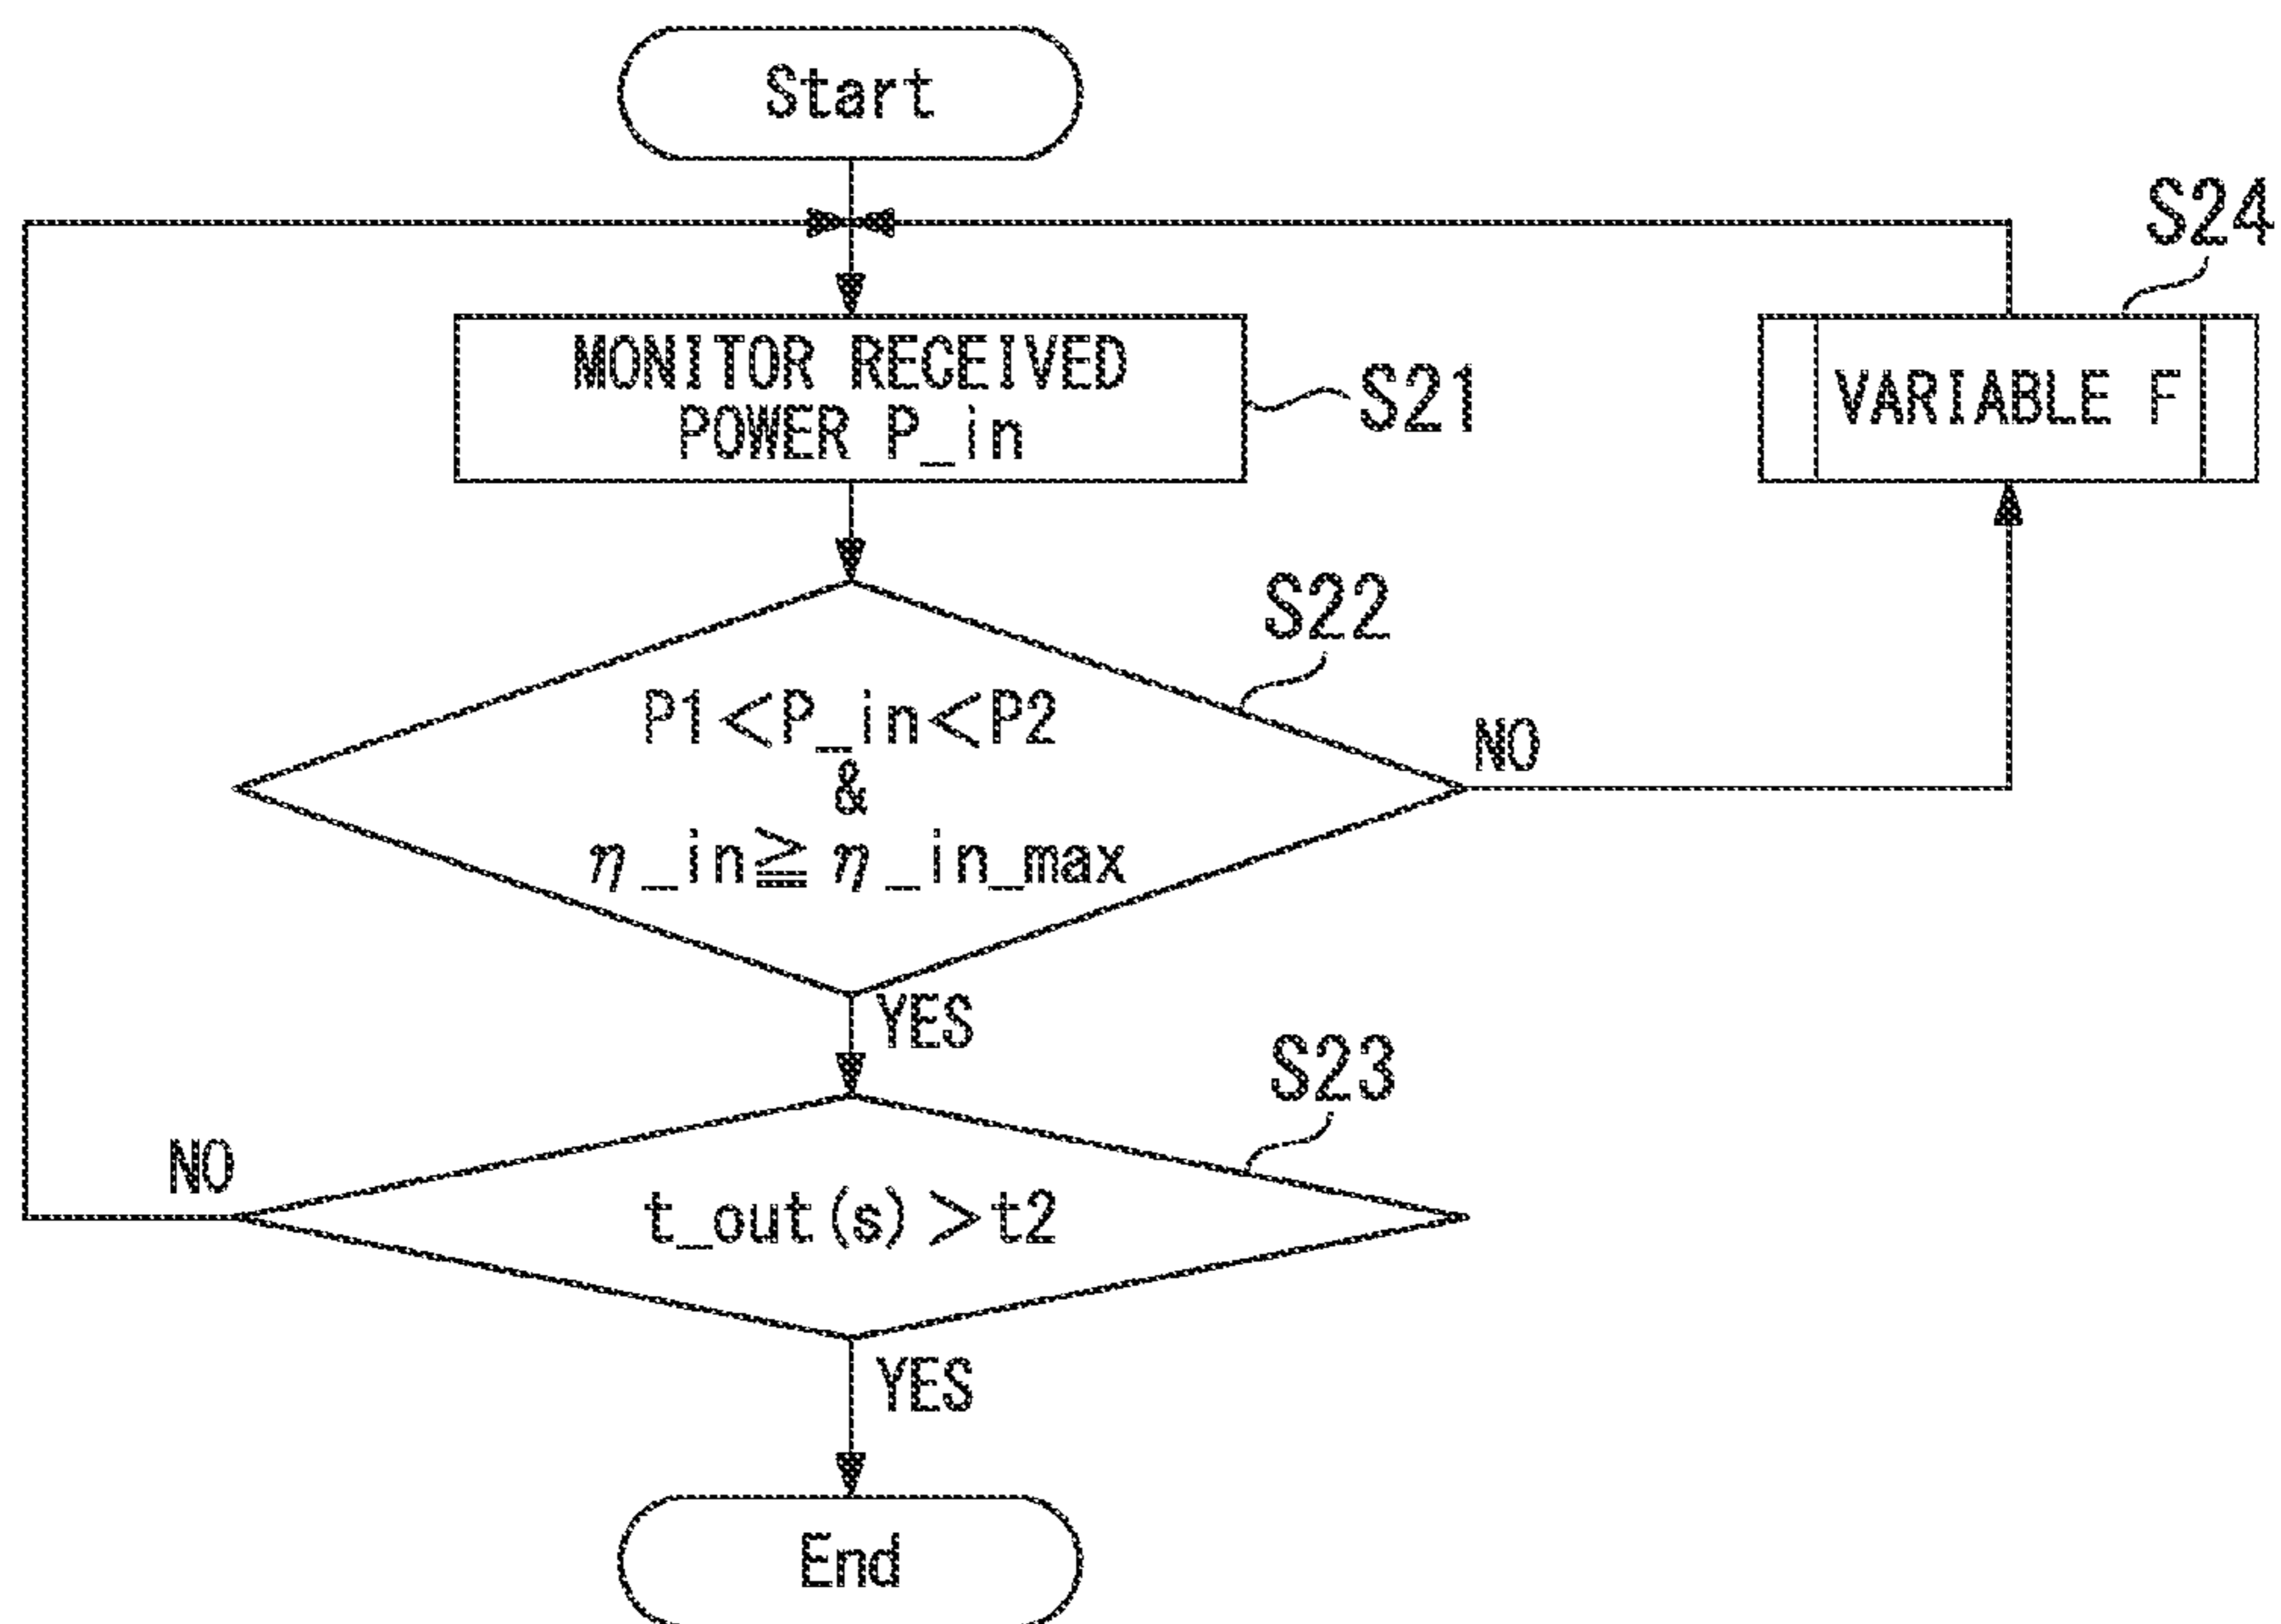 Start
S24
MONITOR RECEIVED
POWER P_in
S21
VARIABLE F
S22
P1<P_in<P2
&
η_in≧η_in_max
NO
YES
S23
NO
t_out(s)>t2
YES
End